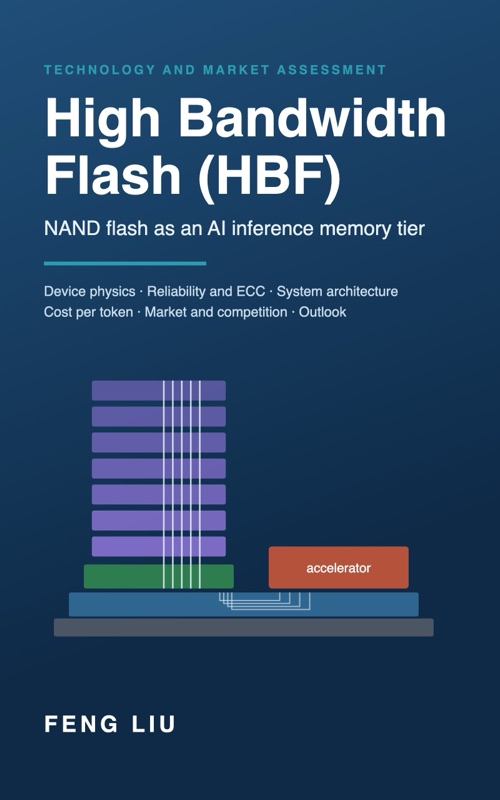 TECHNOLOGY AND MARKET ASSESSMENT
High Bandwidth
Flash (HBF)
NAND flash as an AI inference memory tier
Device physics · Reliability and ECC · System architecture
Cost per token · Market and competition · Outlook
accelerator
FENG LIU